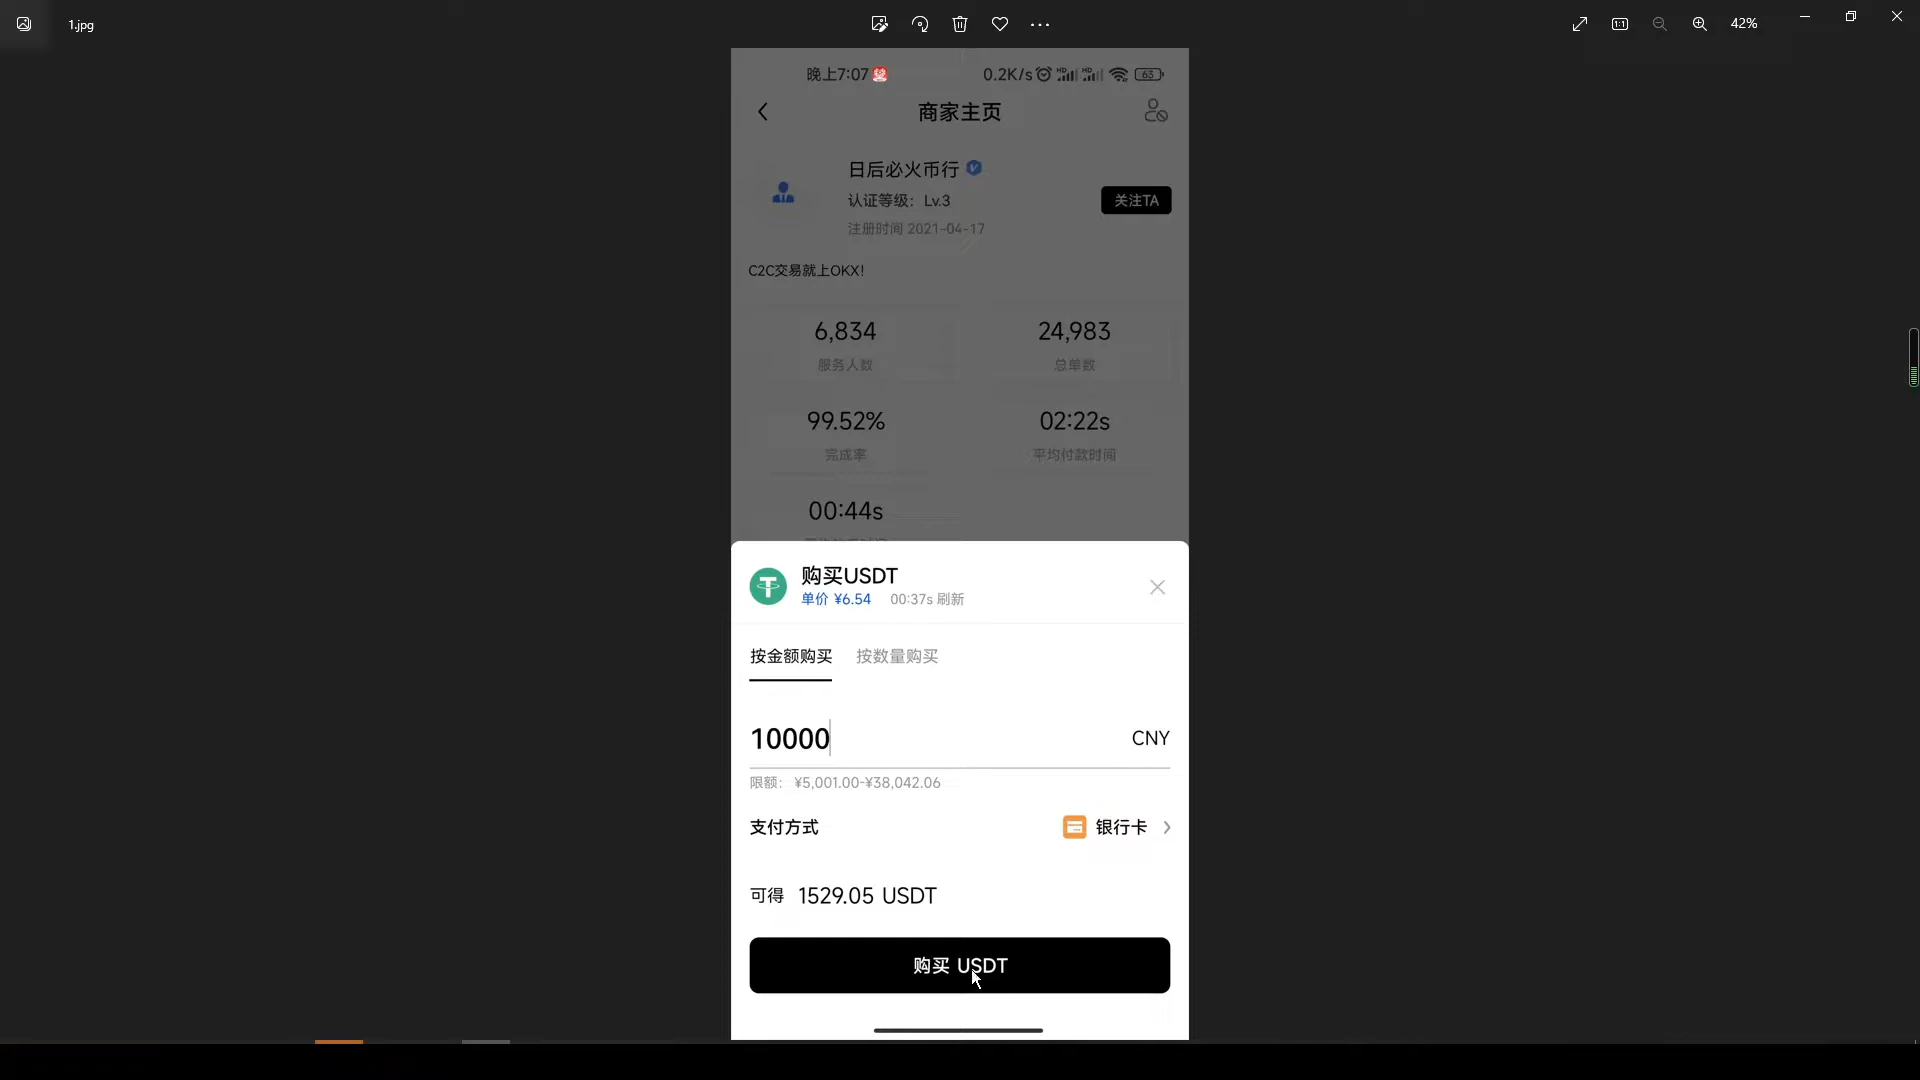 1.jpg
42%
晚上7:07
0.2K/s HD HD 63
商家主页
日后必火币行
认证等级：Lv.3
关注TA
注册时间 2021-04-17
C2C交易就上OKX!
6,834
24,983
服务人数
总单数
99.52%
02:22s
完成率
平均付款时间
00:44s
购买USDT
单价 ¥6.54 00:37s 刷新
按金额购买 按数量购买
10000 CNY
限额： ¥5,001.00-¥38,042.06
支付方式 银行卡
可得 1529.05 USDT
购买 USDT